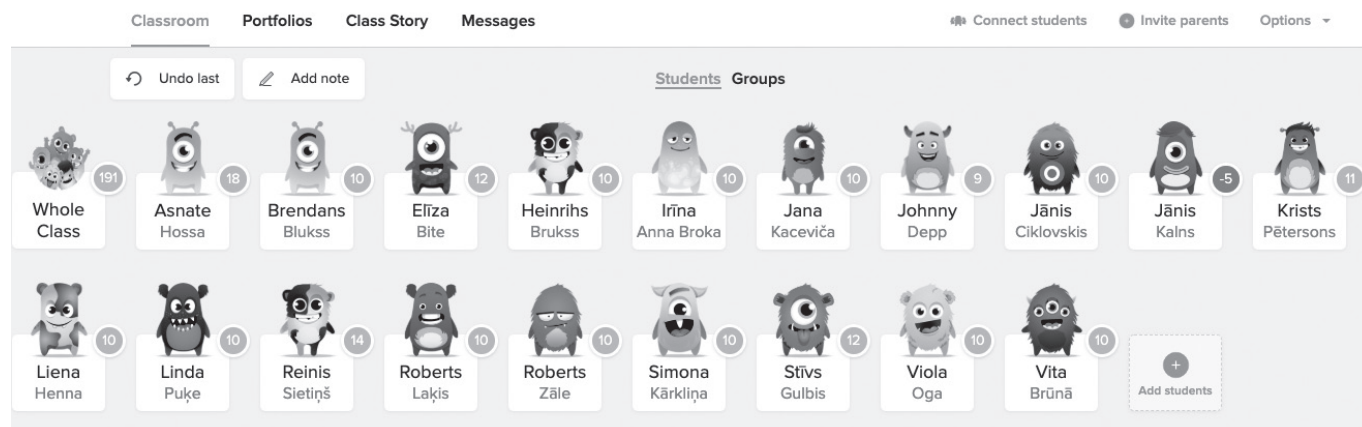 Classroom Portfolios Class Story Messages Connect students Invite parents Options
Undo last Add note Students Groups
191 18 10 12 10 10 10 9 10 -5 11
Whole Class Asnate Brendans Elīza Heinrihs Irīna Jana Johnny Jānis Jānis Krists
Hossa Blukss Bite Brukss Anna Broka Kaceviča Depp Ciklovskis Kalns Pētersons
10 10 14 10 10 10 12 10 10
Liena Linda Reinis Roberts Roberts Simona Stīvs Viola Vita
Henna Puķe Sietiņš Laķis Zāle Kārkliņa Gulbis Oga Brūnā
Add students